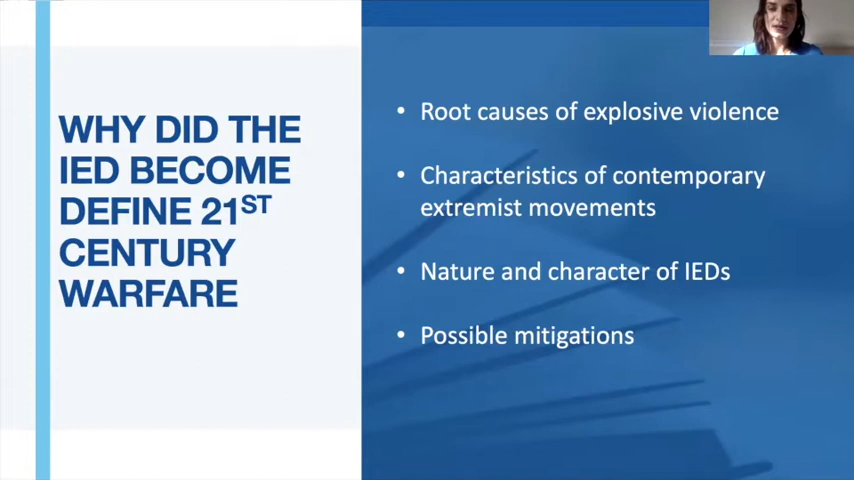 WHY DID THE
IED BECOME
DEFINE 21ST
CENTURY
WARFARE
• Root causes of explosive violence
• Characteristics of contemporary
extremist movements
• Nature and character of IEDs
• Possible mitigations